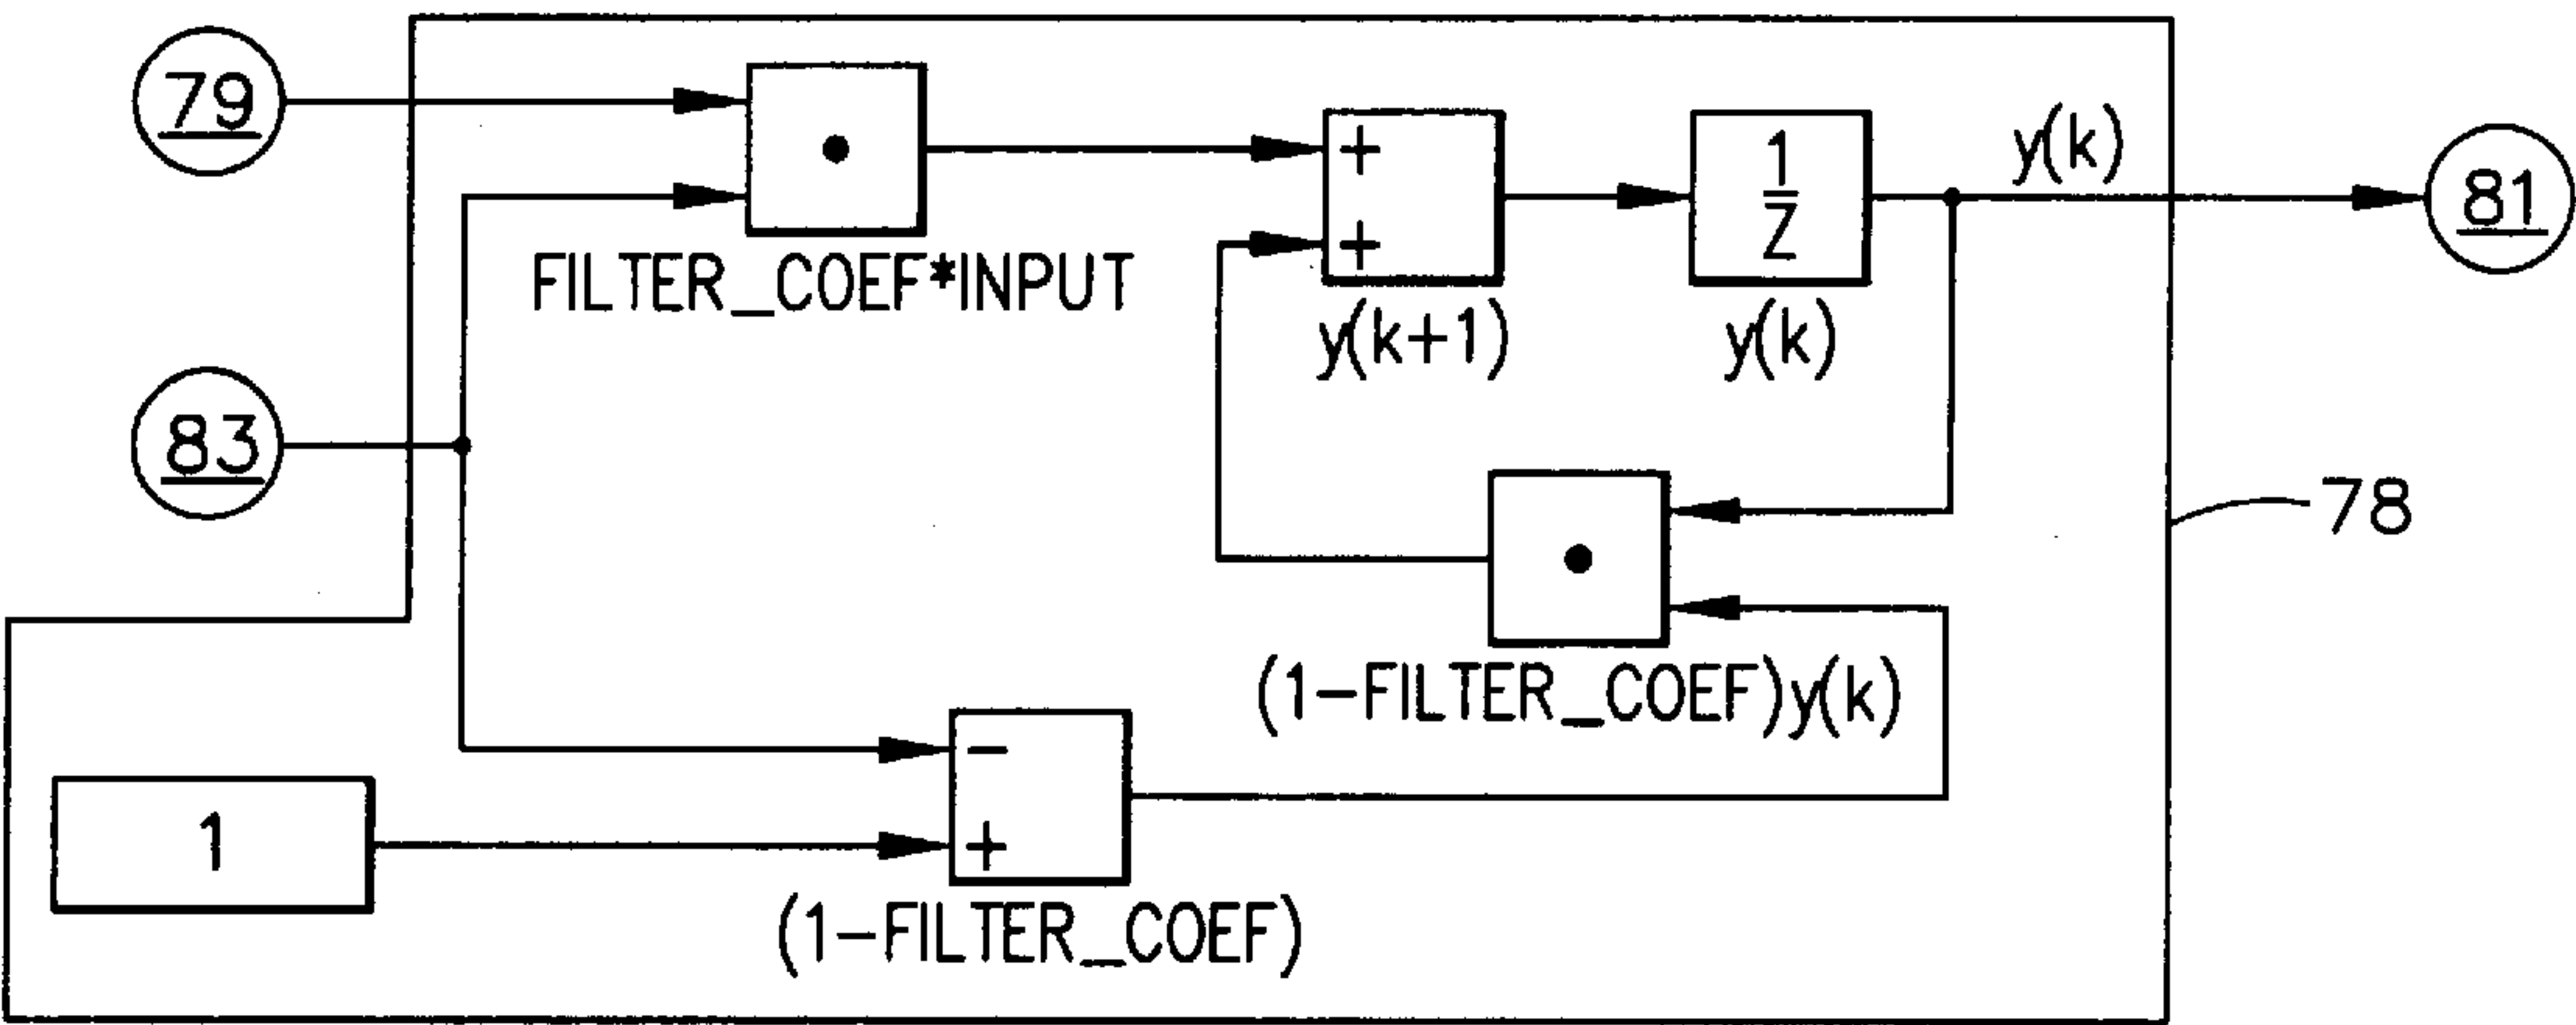 79
FILTER_COEF*INPUT
+
+
y(k+1)
1
Z
y(k)
y(k)
81
83
(1-FILTER_COEF)y(k)
78
1
-
+
(1-FILTER_COEF)